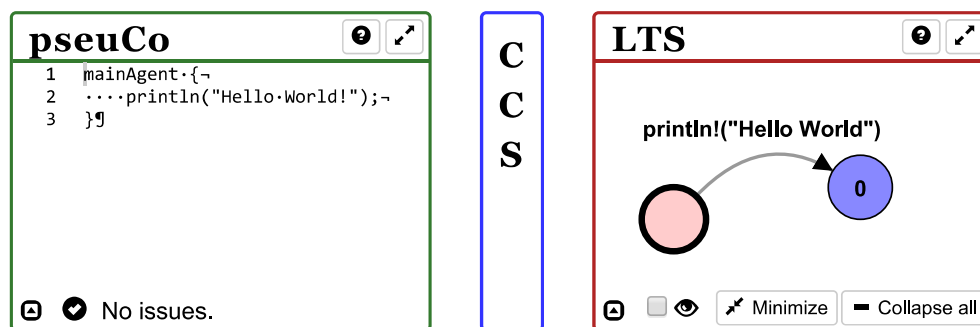 pseuCo
1 mainAgent·{¬
2 ····println("Hello·World!");¬
3 }¶
No issues.
C
C
S
LTS
println!("Hello World")
0
Minimize
Collapse all